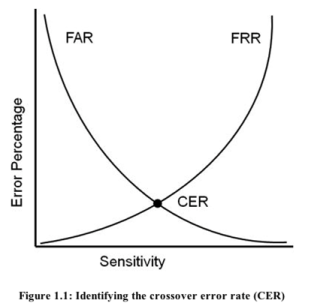 FAR
FRR
Error Percentage
CER
Sensitivity
Figure 1.1: Identifying the crossover error rate (CER)